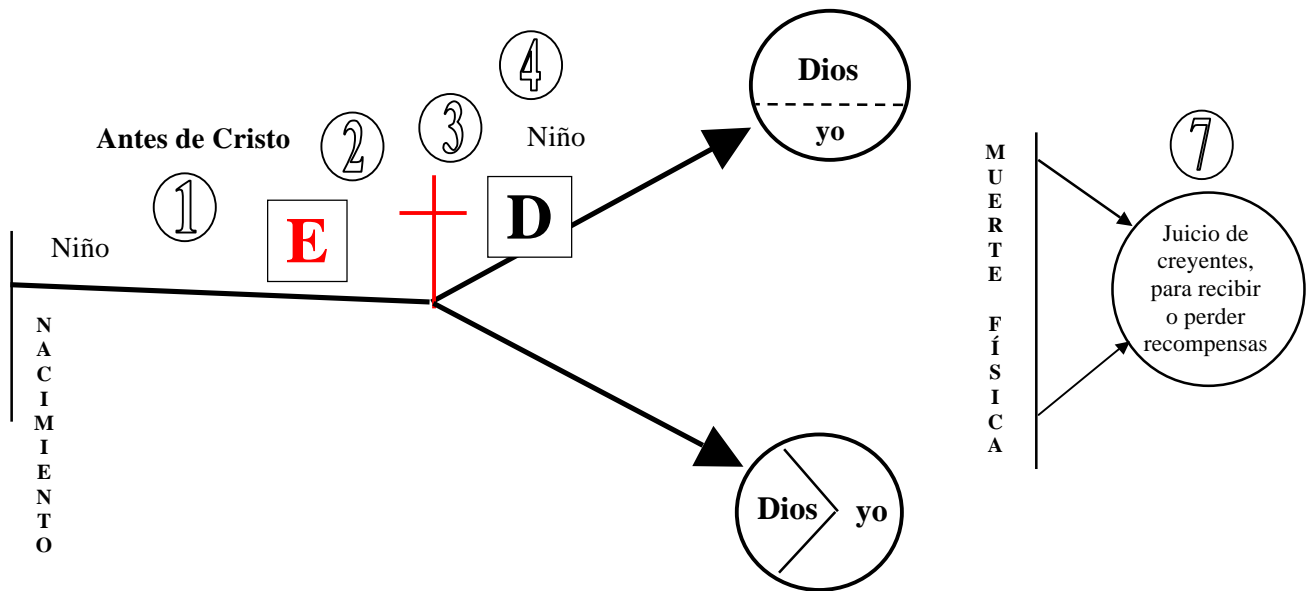 4
3
2
Antes de Cristo
Niño
1
E
D
Niño
NACIMIENTO
Dios
yo
Dios yo
MUERTE FÍSICA
7
Juicio de
creyentes,
para recibir
o perder
recompensas